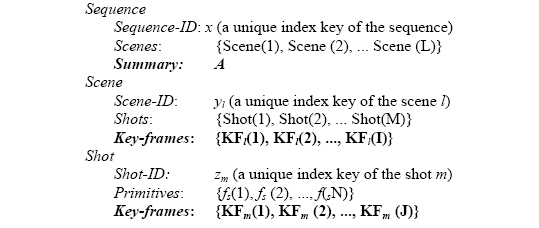 Sequence
Sequence-ID: x (a unique index key of the sequence)
Scenes: {Scene(1), Scene (2), ... Scene (L)}
Summary: A
Scene
Scene-ID: yₗ (a unique index key of the scene l)
Shots: {Shot(1), Shot(2), ... Shot(M)}
Key-frames: {KFₗ(1), KFₗ(2), ..., KFₗ(I)}
Shot
Shot-ID: zₘ (a unique index key of the shot m)
Primitives: {fₛ(1), fₛ (2), ..., f(ₛN)}
Key-frames: {KFₘ(1), KFₘ (2), ..., KFₘ (J)}